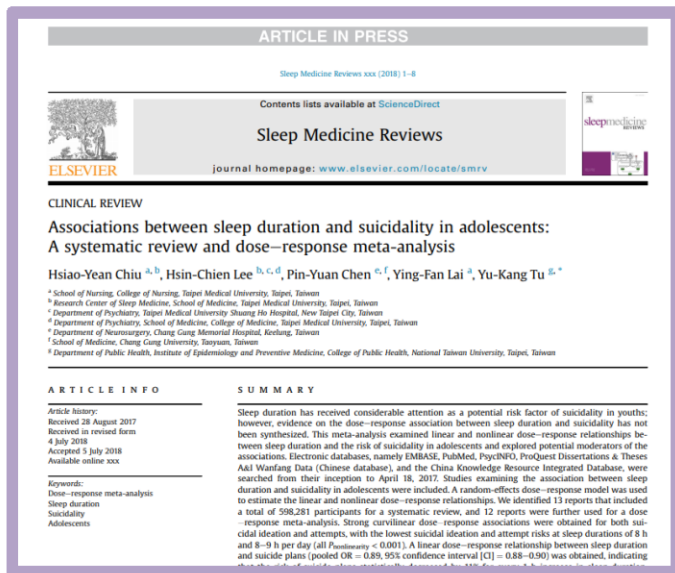 ARTICLE IN PRESS
Sleep Medicine Reviews xxx (2018) 1–8
Contents lists available at ScienceDirect
Sleep Medicine Reviews
journal homepage: www.elsevier.com/locate/smrv
ELSEVIER
sleepmedicine
REVIEWS
CLINICAL REVIEW
Associations between sleep duration and suicidality in adolescents:
A systematic review and dose–response meta-analysis
Hsiao-Yean Chiu a, b, Hsin-Chien Lee b, c, d, Pin-Yuan Chen e, f, Ying-Fan Lai a, Yu-Kang Tu g, *
a School of Nursing, College of Nursing, Taipei Medical University, Taipei, Taiwan
b Research Center of Sleep Medicine, School of Medicine, Taipei Medical University, Taipei, Taiwan
c Department of Psychiatry, Taipei Medical University Shuang Ho Hospital, New Taipei City, Taiwan
d Department of Psychiatry, School of Medicine, College of Medicine, Taipei Medical University, Taipei, Taiwan
e Department of Neurosurgery, Chang Gung Memorial Hospital, Keelung, Taiwan
f School of Medicine, Chang Gung University, Taoyuan, Taiwan
g Department of Public Health, Institute of Epidemiology and Preventive Medicine, College of Public Health, National Taiwan University, Taipei, Taiwan
ARTICLE INFO
Article history:
Received 28 August 2017
Received in revised form
4 July 2018
Accepted 5 July 2018
Available online xxx
Keywords:
Dose–response meta-analysis
Sleep duration
Suicidality
Adolescents
SUMMARY
Sleep duration has received considerable attention as a potential risk factor of suicidality in youths;
however, evidence on the dose–response association between sleep duration and suicidality has not
been synthesized. This meta-analysis examined linear and nonlinear dose–response relationships be-
tween sleep duration and the risk of suicidality in adolescents and explored potential moderators of the
associations. Electronic databases, namely EMBASE, PubMed, PsycINFO, ProQuest Dissertations & Theses
A&I Wanfang Data (Chinese database), and the China Knowledge Resource Integrated Database, were
searched from their inception to April 18, 2017. Studies examining the association between sleep
duration and suicidality in adolescents were included. A random-effects dose–response model was used
to estimate the linear and nonlinear dose–response relationships. We identified 13 reports that included
a total of 598,281 participants for a systematic review, and 12 reports were further used for a dose
–response meta-analysis. Strong curvilinear dose–response associations were obtained for both sui-
cidal ideation and attempts, with the lowest suicidal ideation and attempt risks at sleep durations of 8 h
and 8–9 h per day (all Pnonlinearity < 0.001). A linear dose–response relationship between sleep duration
and suicide plans (pooled OR = 0.89, 95% confidence interval [CI] = 0.88–0.90) was obtained, indicating